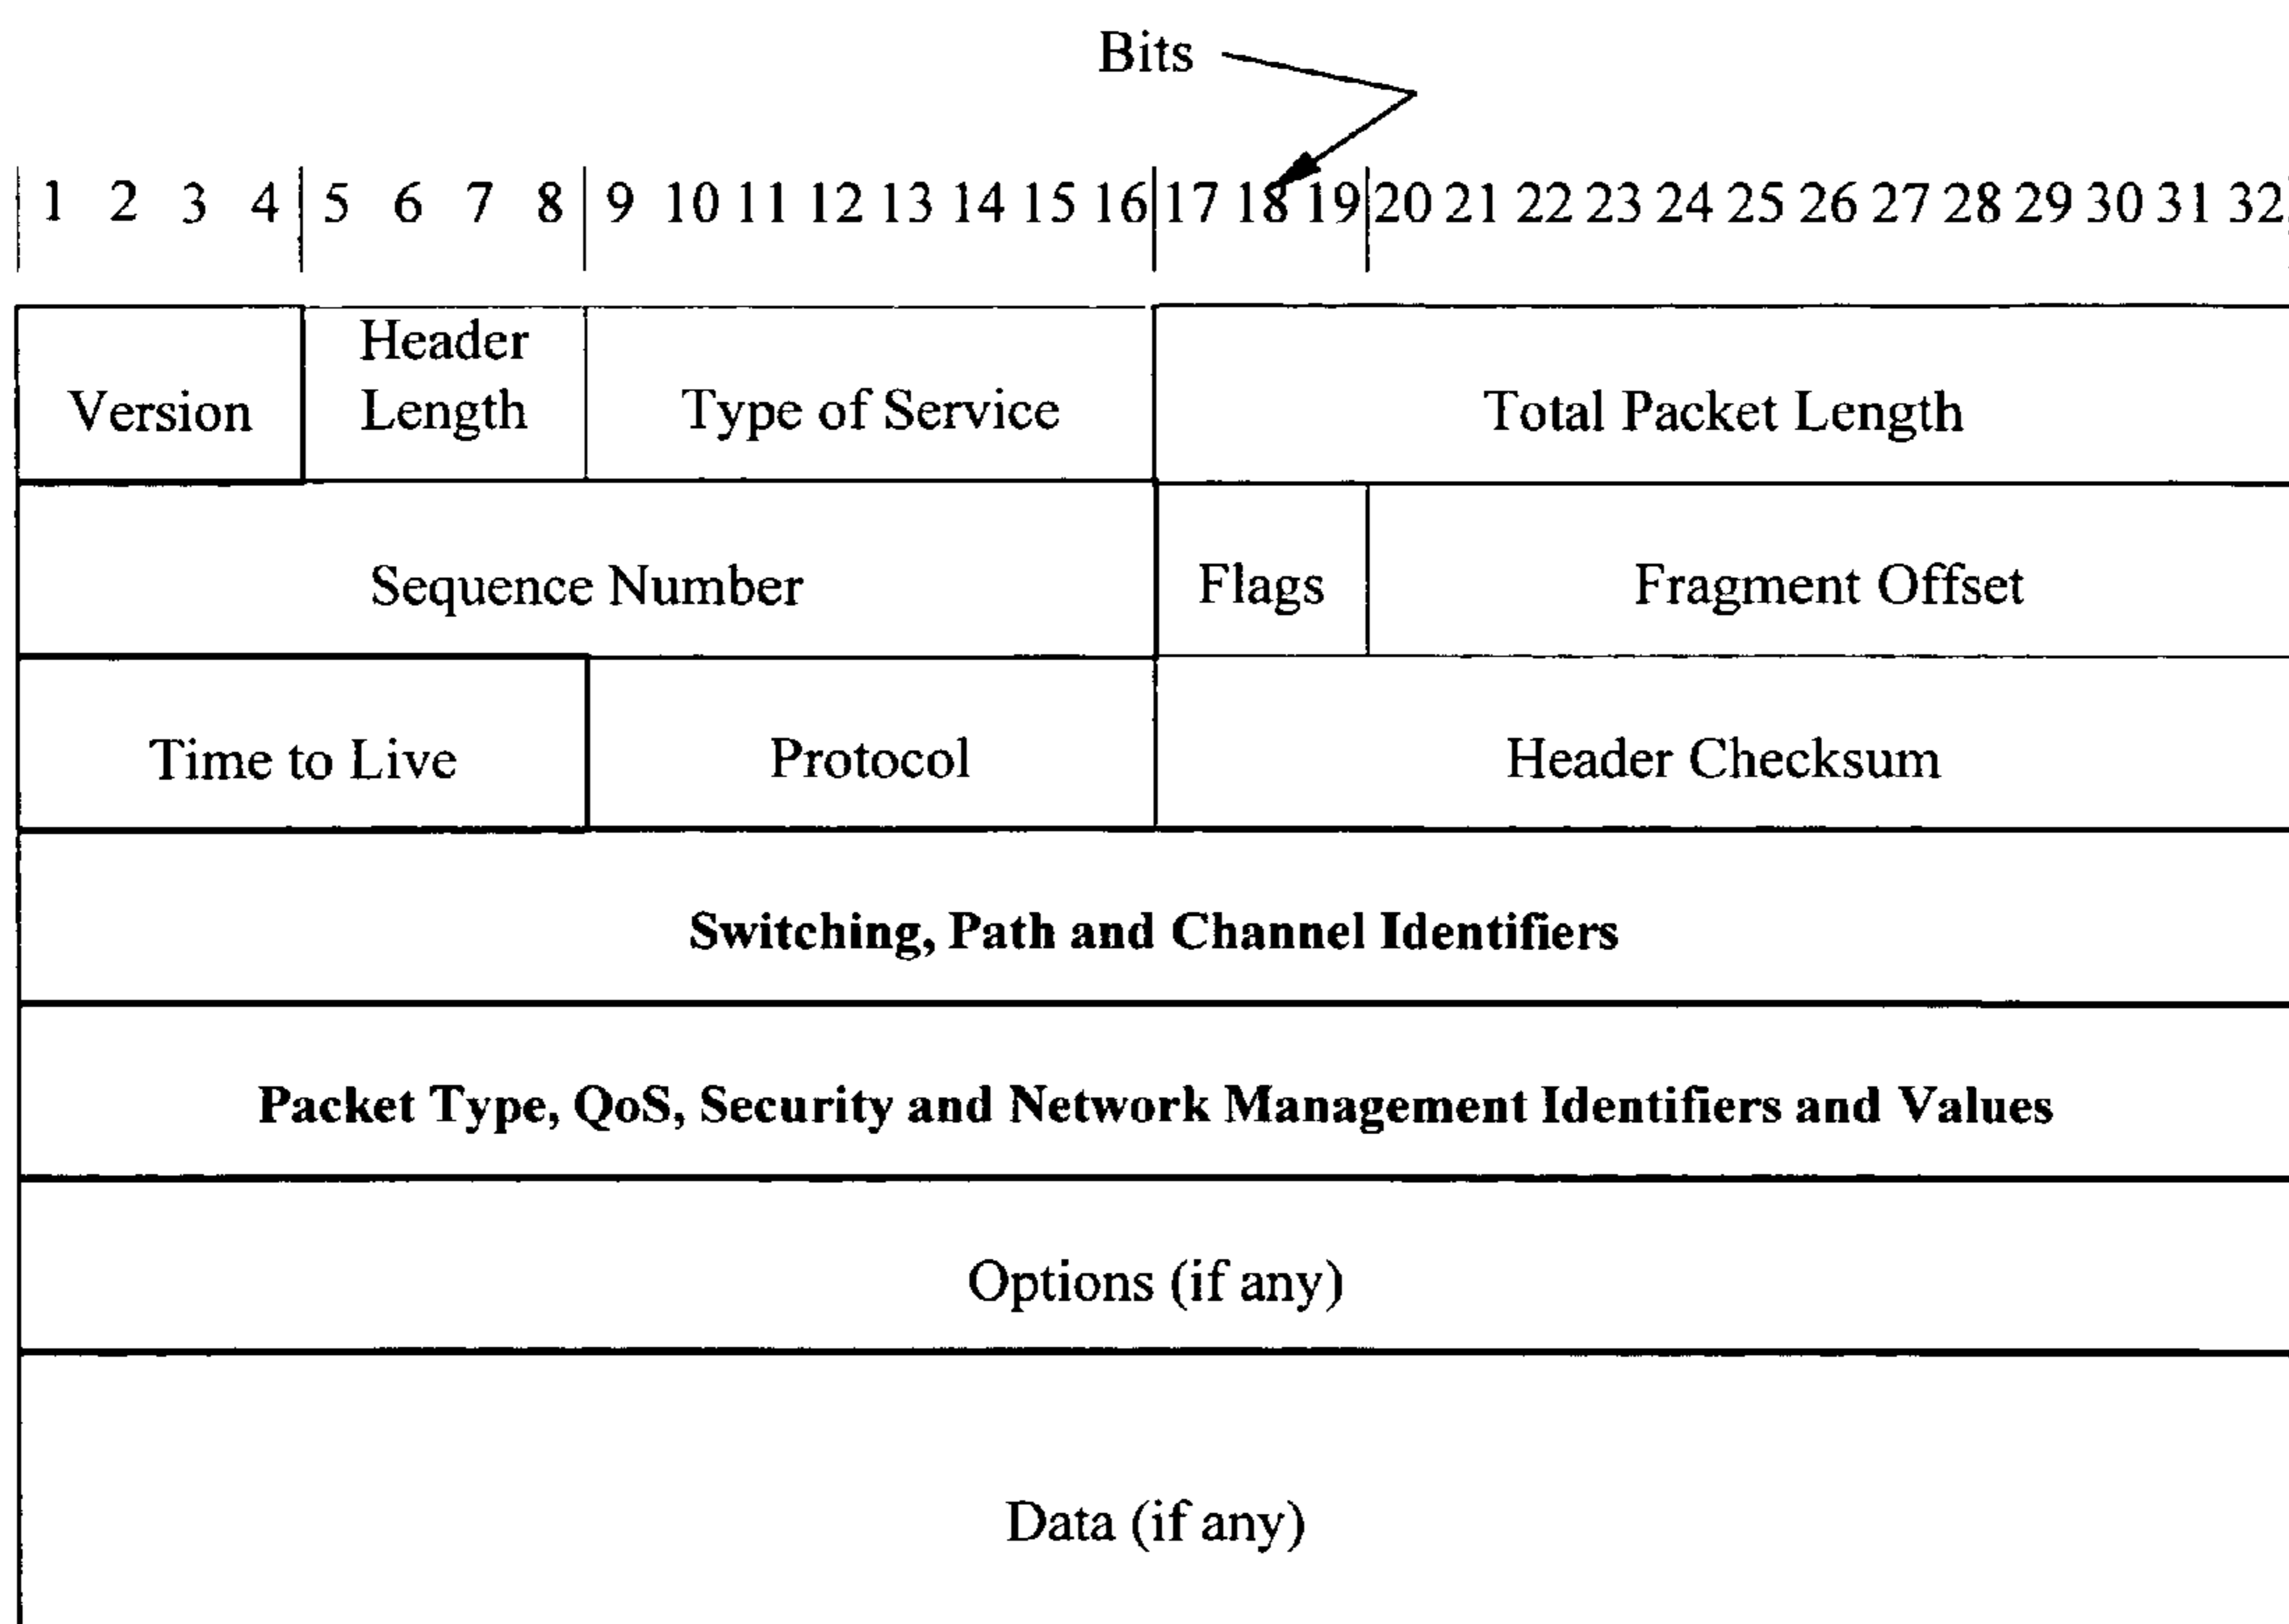 Bits
1 2 3 4 5 6 7 8 9 10 11 12 13 14 15 16 17 18 19 20 21 22 23 24 25 26 27 28 29 30 31 32
Version
Header
Length
Type of Service
Total Packet Length
Sequence Number
Flags
Fragment Offset
Time to Live
Protocol
Header Checksum
Switching, Path and Channel Identifiers
Packet Type, QoS, Security and Network Management Identifiers and Values
Options (if any)
Data (if any)